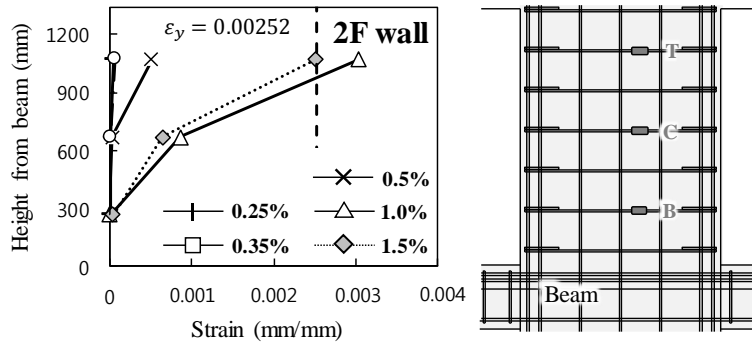 εy = 0.00252
2F wall
Height from beam (mm)
1200
900
600
300
0
0.5%
0.25%
1.0%
0.35%
1.5%
0
0.001
0.002
0.003
0.004
Strain (mm/mm)
T
C
B
Beam